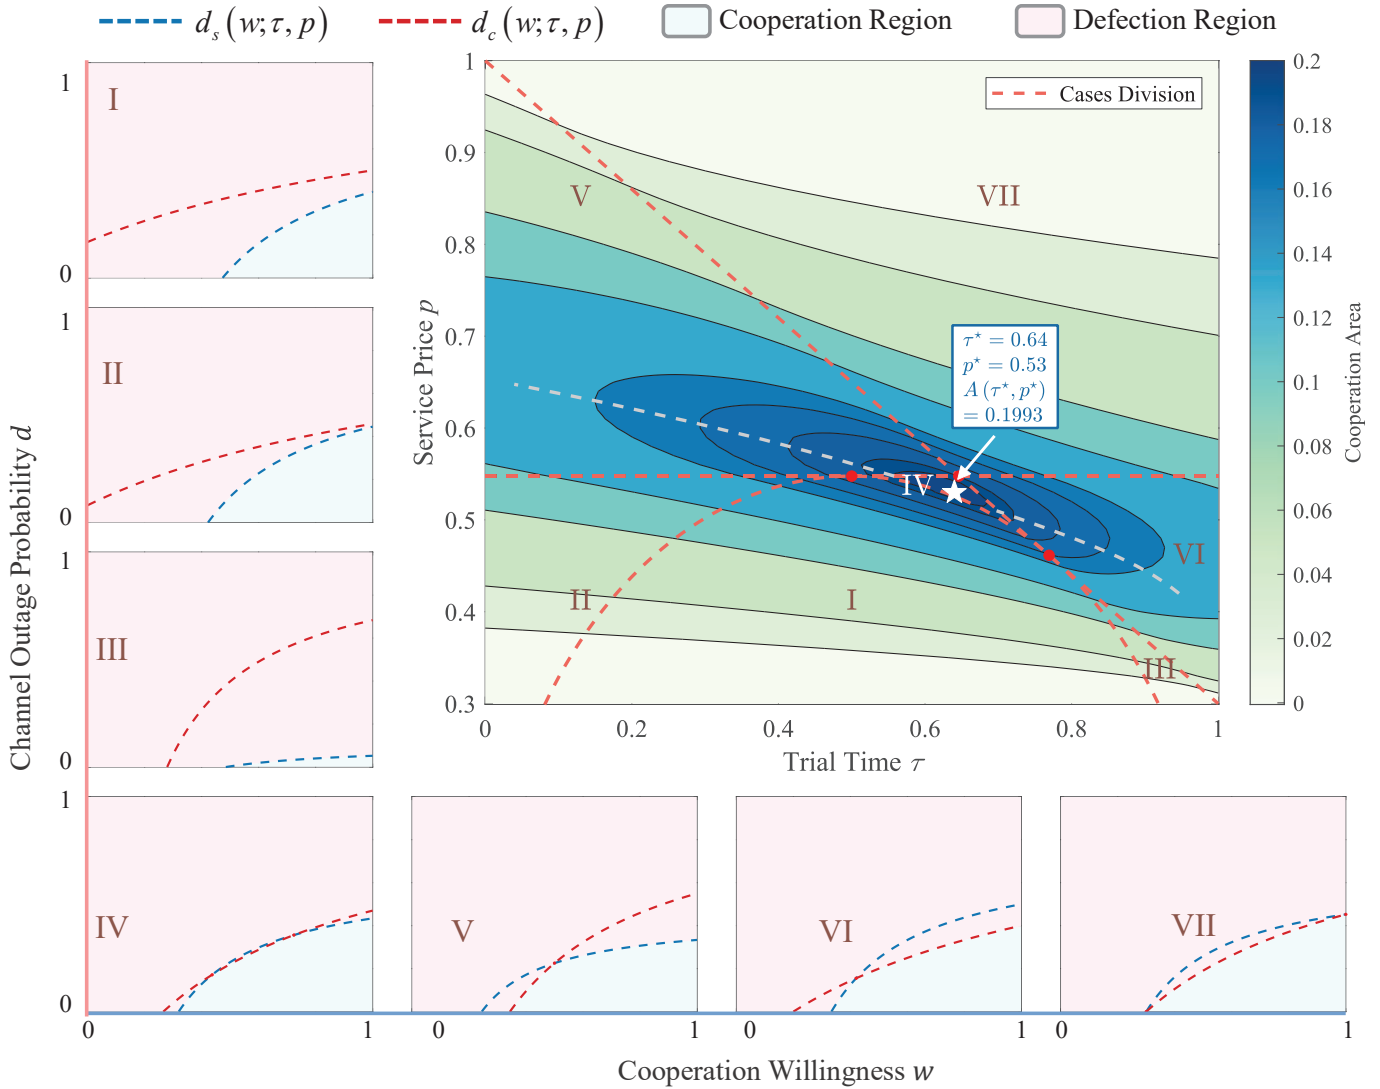 d_s(w; τ, p)
d_c(w; τ, p)
Cooperation Region
Defection Region
Channel Outage Probability d
1
I
0
1
II
0
1
III
0
1
IV
0
0
1
V
0
VI
0
1
VII
0
1
Cooperation Willingness w
Service Price p
1
0.9
0.8
0.7
0.6
0.5
0.4
0.3
0
0.2
0.4
0.6
0.8
1
Trial Time τ
Cases Division
V
VII
τ* = 0.64
p* = 0.53
A (τ*, p*)
= 0.1993
IV
VI
II
I
III
0.2
0.18
0.16
0.14
0.12
0.1
0.08
0.06
0.04
0.02
0
Cooperation Area